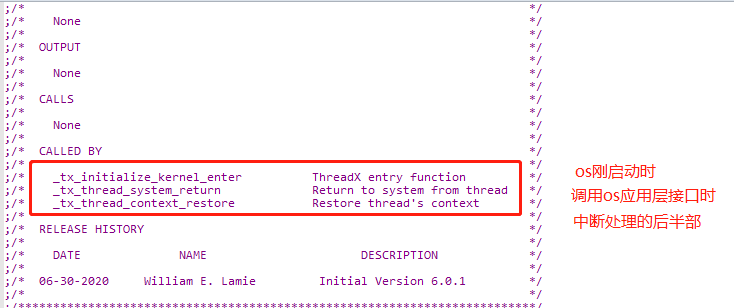 ;/* */
;/* None */
;/* */
;/* OUTPUT */
;/* */
;/* None */
;/* */
;/* CALLS */
;/* */
;/* None */
;/* */
;/* CALLED BY */
;/* */
;/* _tx_initialize_kernel_enter ThreadX entry function */
;/* _tx_thread_system_return Return to system from thread */
;/* _tx_thread_context_restore Restore thread's context */
;/* */
;/* RELEASE HISTORY */
;/* */
;/* DATE NAME DESCRIPTION */
;/* */
;/* 06-30-2020 William E. Lamie Initial Version 6.0.1 */
;/* */
os刚启动时
调用os应用层接口时
中断处理的后半部